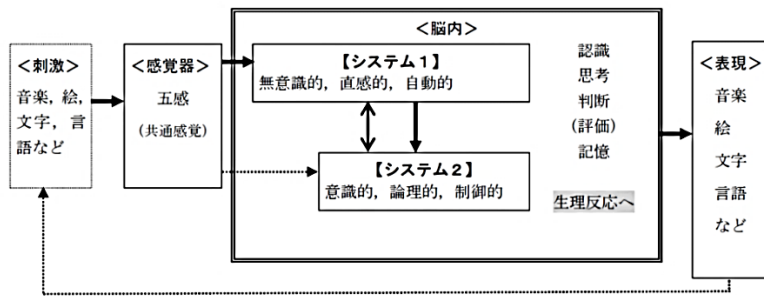 <脳内>
<刺激>
音楽，絵，
文字，言
語など
<感覚器>
五感
(共通感覚)
【システム１】
無意識的，直感的，自動的
【システム２】
意識的，論理的，制御的
認識
思考
判断
(評価)
記憶
生理反応へ
<表現>
音楽
絵
文字
言語
など